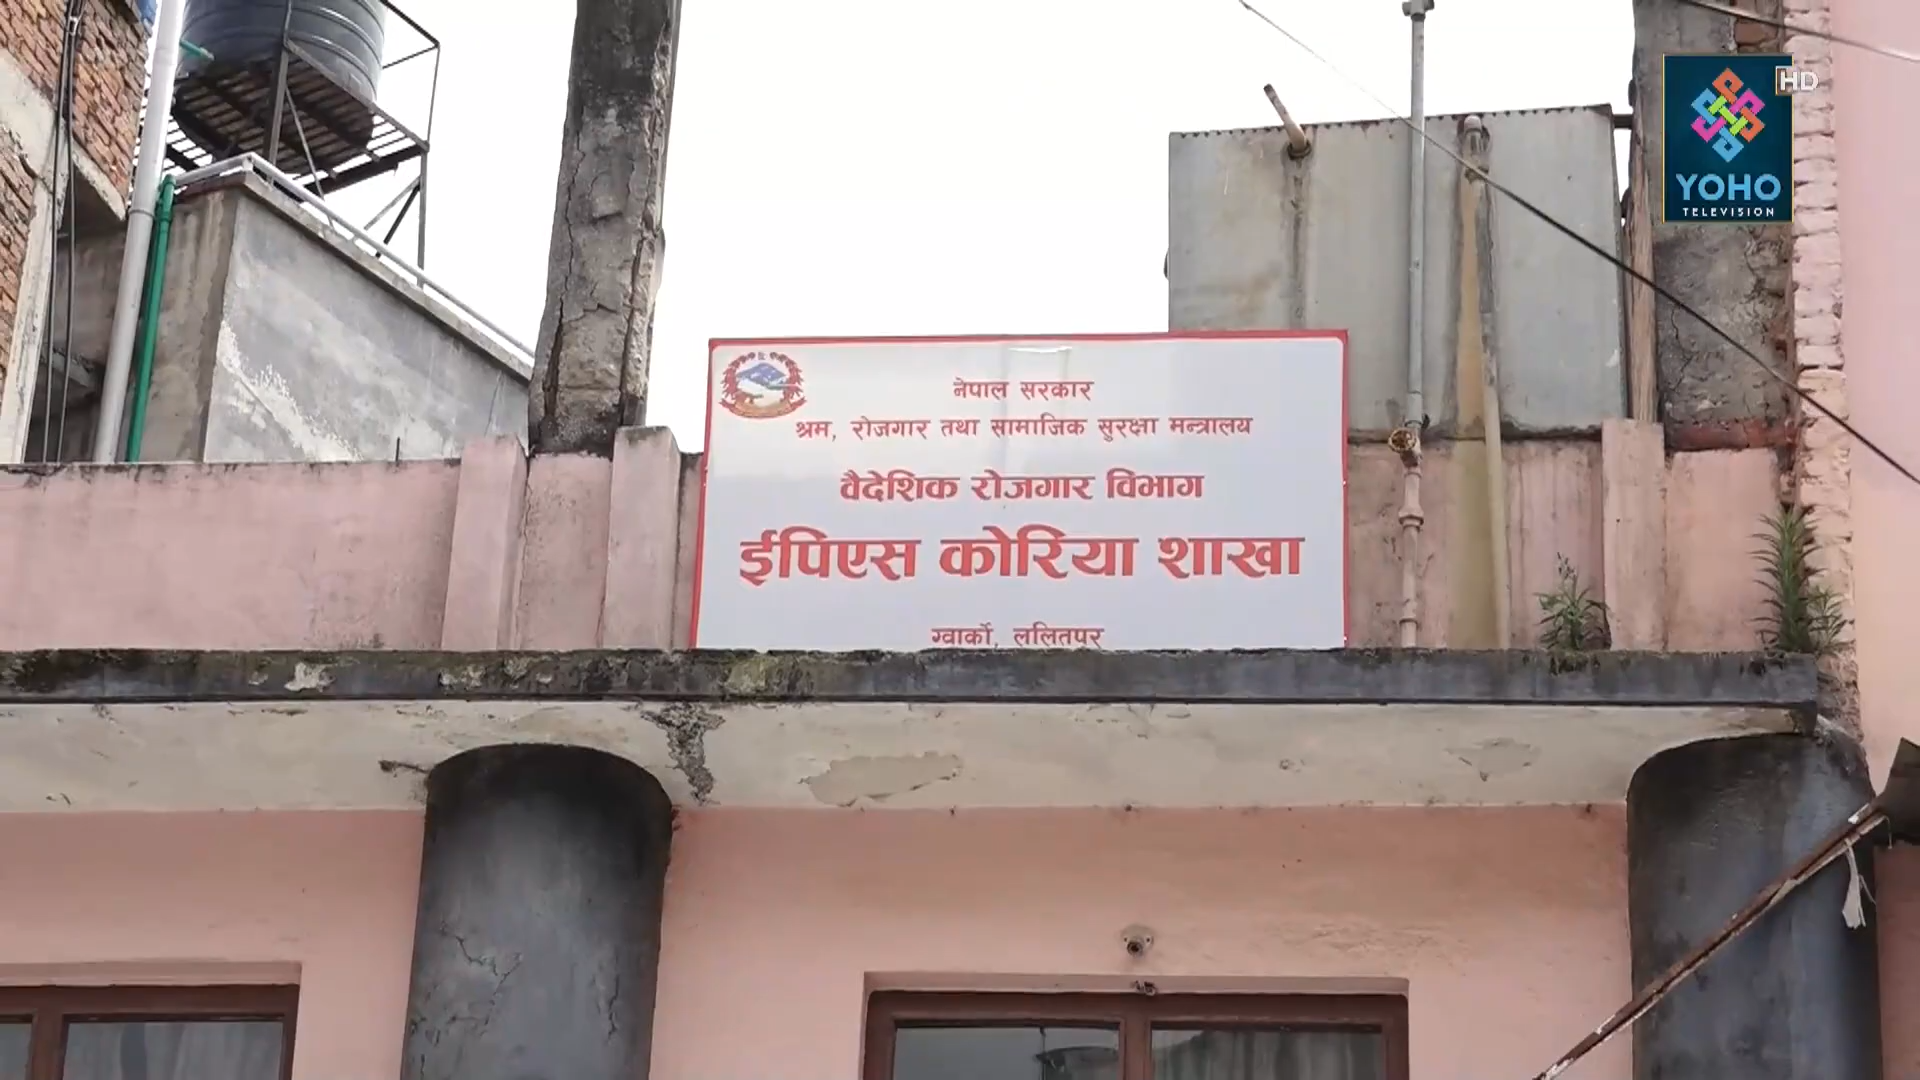 HD
YOHO
TELEVISION
नेपाल सरकार
श्रम, रोजगार तथा सामाजिक सुरक्षा मन्त्रालय
वैदेशिक रोजगार विभाग
ईपिएस कोरिया शाखा
ग्वार्को, ललितपुर